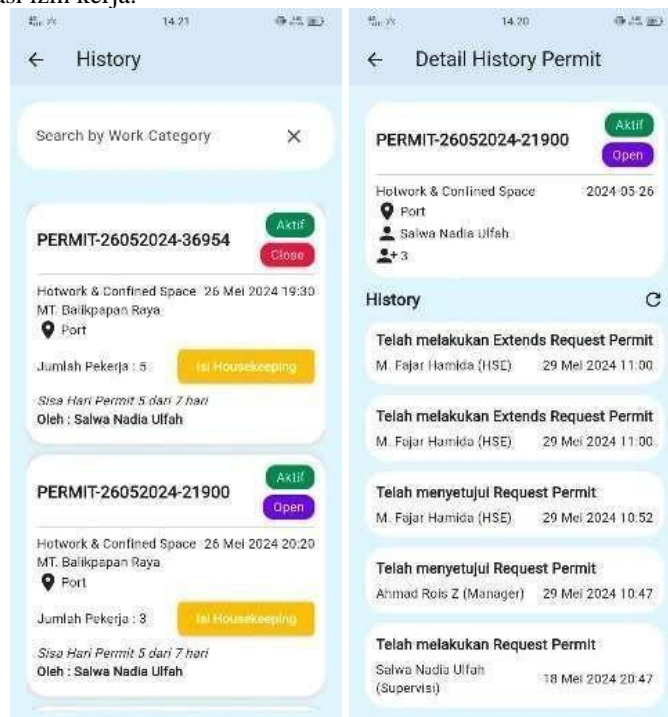 asi izin kerja.
14.21
History
Search by Work Category
PERMIT-26052024-36954
Aktif
Close
Hotwork & Confined Space 26 Mei 2024 19:30
MT. Balikpapan Raya
Port
Jumlah Pekerja : 5
Isi Housekeeping
Sisa Hari Permit 5 dari 7 hari
Oleh : Salwa Nadia Ulfah
PERMIT-26052024-21900
Aktif
Open
Hotwork & Confined Space 26 Mei 2024 20:20
MT. Balikpapan Raya
Port
Jumlah Pekerja : 3
Isi Housekeeping
Sisa Hari Permit 5 dari 7 hari
Oleh : Salwa Nadia Ulfah
14.20
Detail History Permit
PERMIT-26052024-21900
Aktif
Open
Hotwork & Confined Space 2024-05-26
Port
Salwa Nadia Ulfah
3
History
Telah melakukan Extends Request Permit
M. Fajar Hamida (HSE) 29 Mei 2024 11:00
Telah melakukan Extends Request Permit
M. Fajar Hamida (HSE) 29 Mei 2024 11:00
Telah menyetujui Request Permit
M. Fajar Hamida (HSE) 29 Mei 2024 10:52
Telah menyetujui Request Permit
Ahmad Rois Z (Manager) 29 Mei 2024 10:47
Telah melakukan Request Permit
Salwa Nadia Ulfah
(Supervisi) 18 Mei 2024 20:47